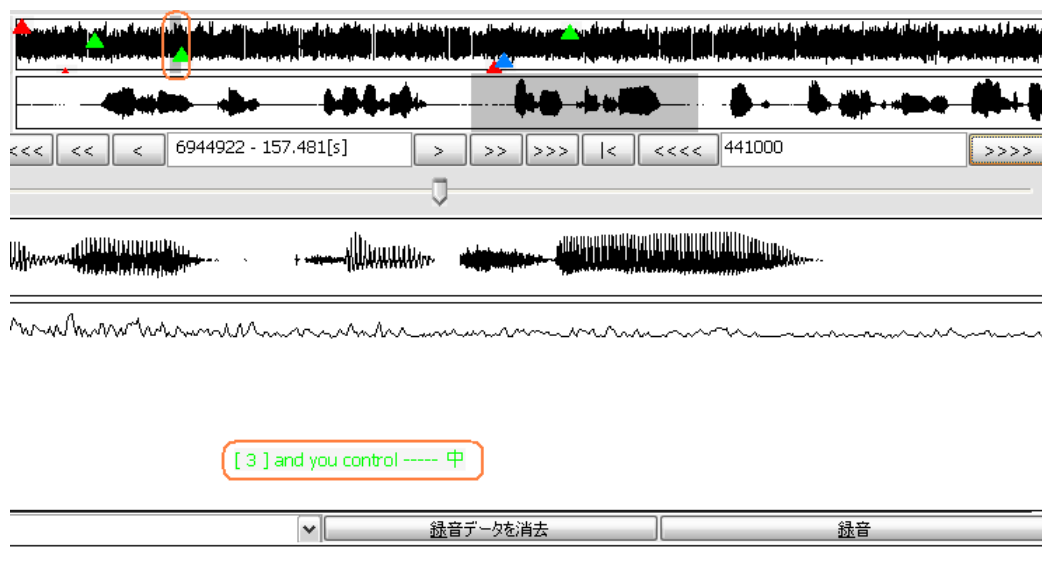 <<< << < 6944922 - 157.481[s] > >> >>> |< <<<< 441000 >>>>
[ 3 ] and you control ----- 中
録音データを消去 録音